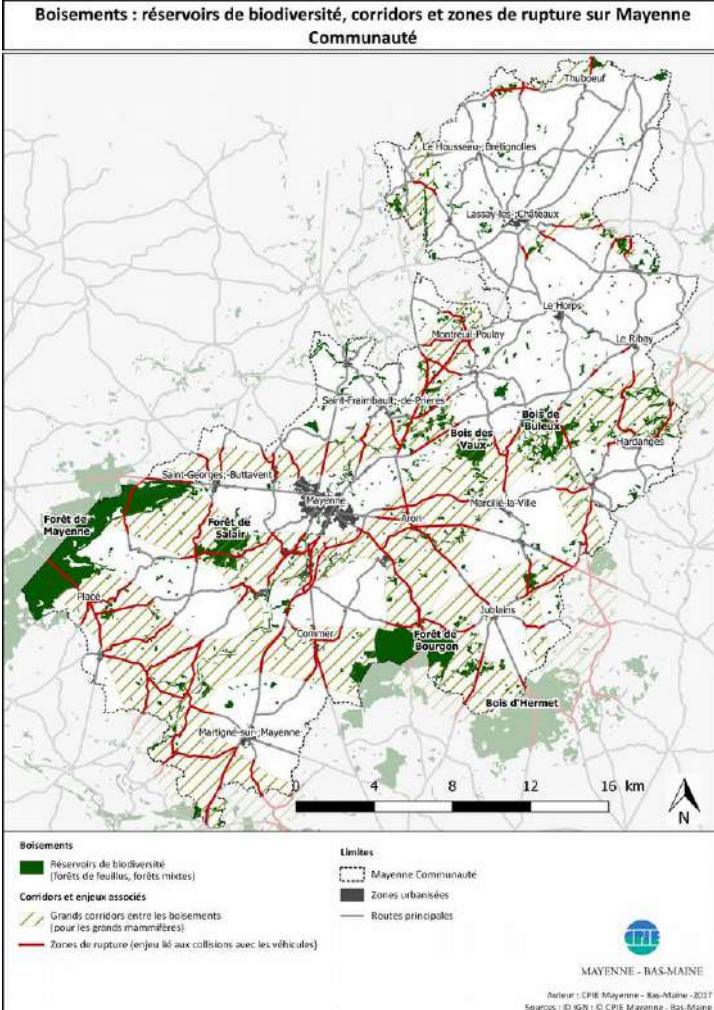 Boisements : réservoirs de biodiversité, corridors et zones de rupture sur Mayenne
Communauté
Thuboeuf
Le Housseau-Brétignolles
Lassay-les-Châteaux
Le Horps
Montreuil-Poulay
Le Ribay
Saint-Fraimbault-de-Prières
Bois de
Buleux
Bois des
Vaux
Hardanges
Saint-Georges-Buttavent
Mayenne
Marcillé-la-Ville
Forêt de
Mayenne
Forêt de
Salair
Aron
Placé
Jublains
Commer
Forêt de
Bourgon
Bois d'Hermet
Martigné-sur-Mayenne
0 4 8 12 16 km
N
Boisements
Réservoirs de biodiversité
(forêts de feuillus, forêts mixtes)
Corridors et enjeux associés
Grands corridors entre les boisements
(pour les grands mammifères)
Zones de rupture (enjeu lié aux collisions avec les véhicules)
Limites
Mayenne Communauté
Zones urbanisées
Routes principales
CPIE
MAYENNE - BAS-MAINE
Auteur : CPIE Mayenne - Bas-Maine - 2017
Sources : © IGN ; © CPIE Mayenne - Bas-Maine